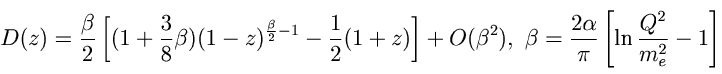 $D(z) = \frac{\beta}{2} \left[ (1 + \frac{3}{8}\beta)(1 - z)^{\frac{\beta}{2} - 1} - \frac{1}{2}(1 + z) \right] + O(\beta^2), \ \beta = \frac{2\alpha}{\pi} \left[ \ln \frac{Q^2}{m_e^2} - 1 \right]$